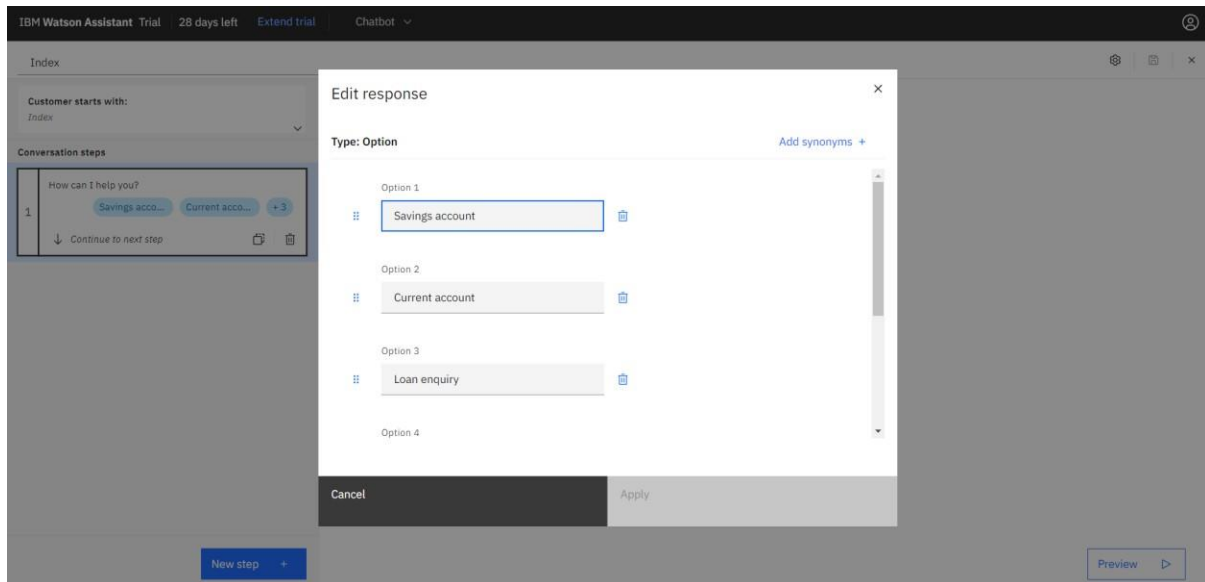 IBM Watson Assistant Trial 28 days left Extend trial Chatbot
Index
Customer starts with:
Index
Conversation steps
1
How can I help you?
Savings acco... Current acco... + 3
Continue to next step
New step +
Edit response
Type: Option Add synonyms +
Option 1
Savings account
Option 2
Current account
Option 3
Loan enquiry
Option 4
Cancel Apply
Preview